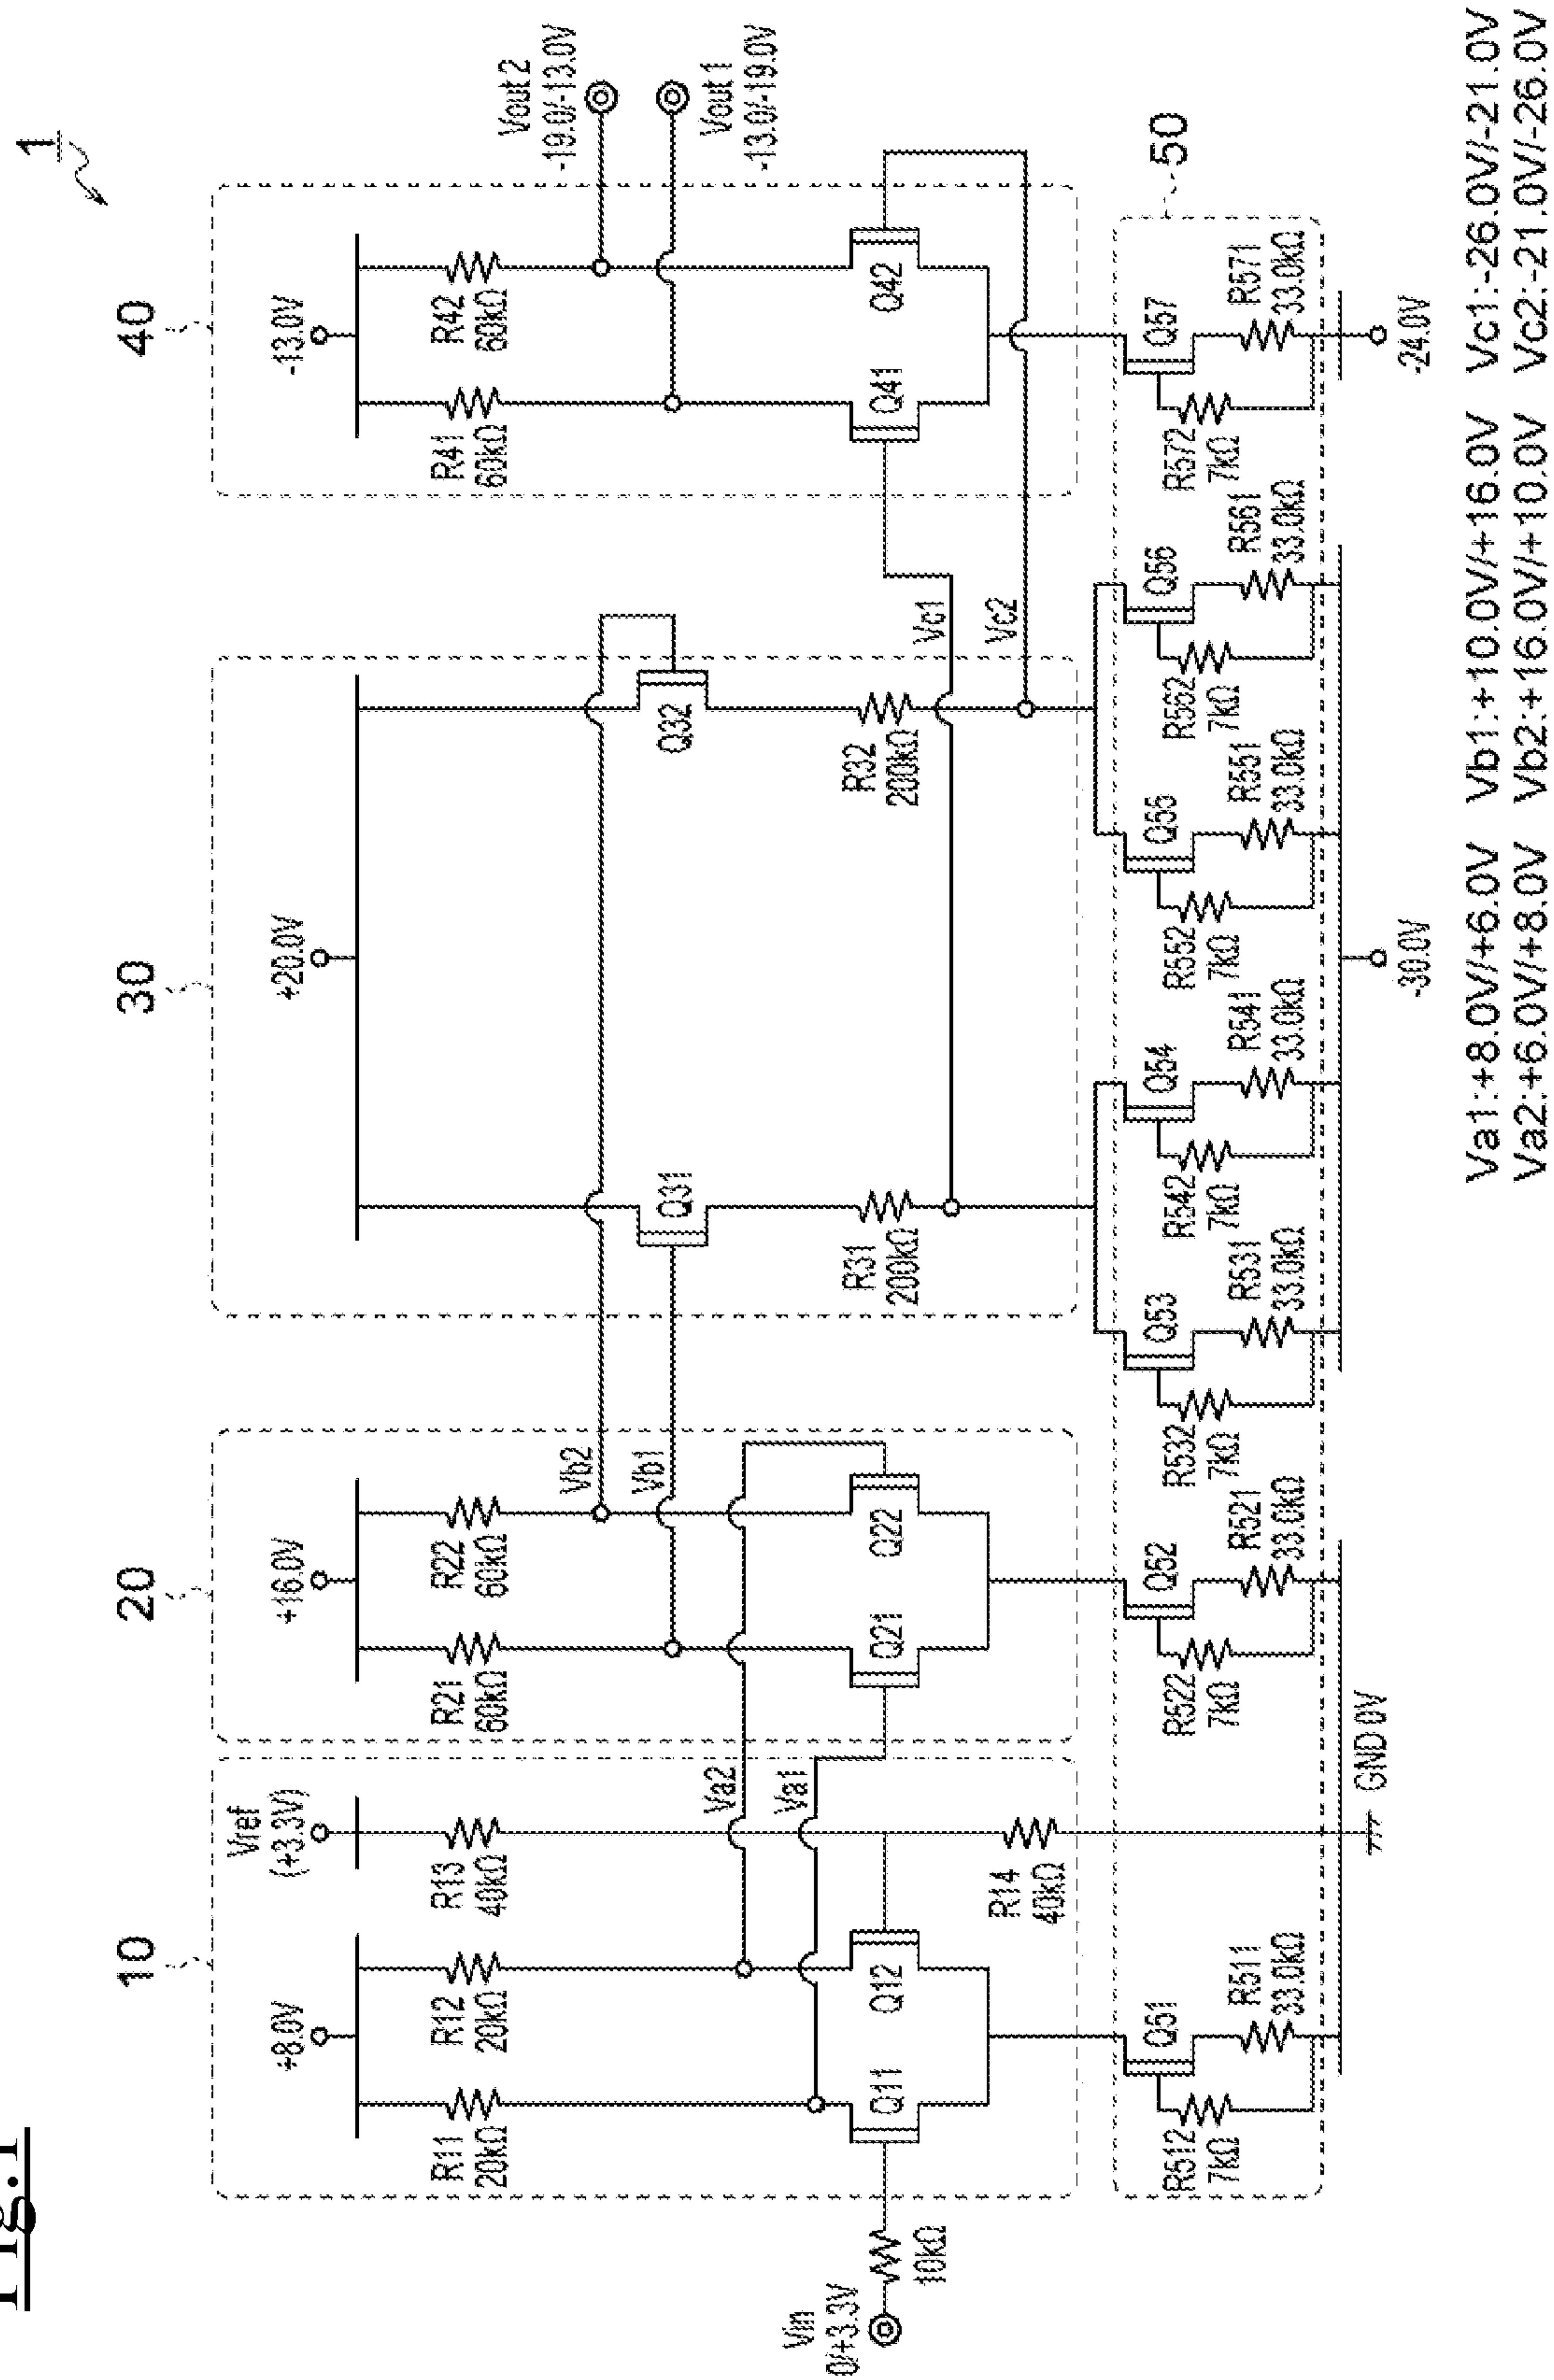 Fig.1
1
10
20
30
40
+8.0V
Vref
(+3.3V)
+16.0V
+20.0V
-13.0V
R11
20kΩ
R12
20kΩ
R13
40kΩ
R21
60kΩ
R22
60kΩ
R41
60kΩ
R42
60kΩ
Vout 2
-19.0/-13.0V
Vout 1
-13.0/-19.0V
Vb2
Vb1
Va2
Va1
Q31
Q32
Vin
0/+3.3V
10kΩ
Q11
Q12
Q21
Q22
R31
200kΩ
R32
200kΩ
Q41
Q42
Vc1
Vc2
R14
40kΩ
50
R512
7kΩ
Q51
R511
33.0kΩ
R522
7kΩ
Q52
R521
33.0kΩ
R532
7kΩ
Q53
R531
33.0kΩ
R542
7kΩ
Q54
R541
33.0kΩ
R552
7kΩ
Q55
R551
33.0kΩ
R562
7kΩ
Q56
R561
33.0kΩ
R572
7kΩ
Q57
R571
33.0kΩ
GND 0V
-30.0V
-24.0V
Va1:+8.0V/+6.0V Vb1:+10.0V/+16.0V Vc1:-26.0V/-21.0V
Va2:+6.0V/+8.0V Vb2:+16.0V/+10.0V Vc2:-21.0V/-26.0V